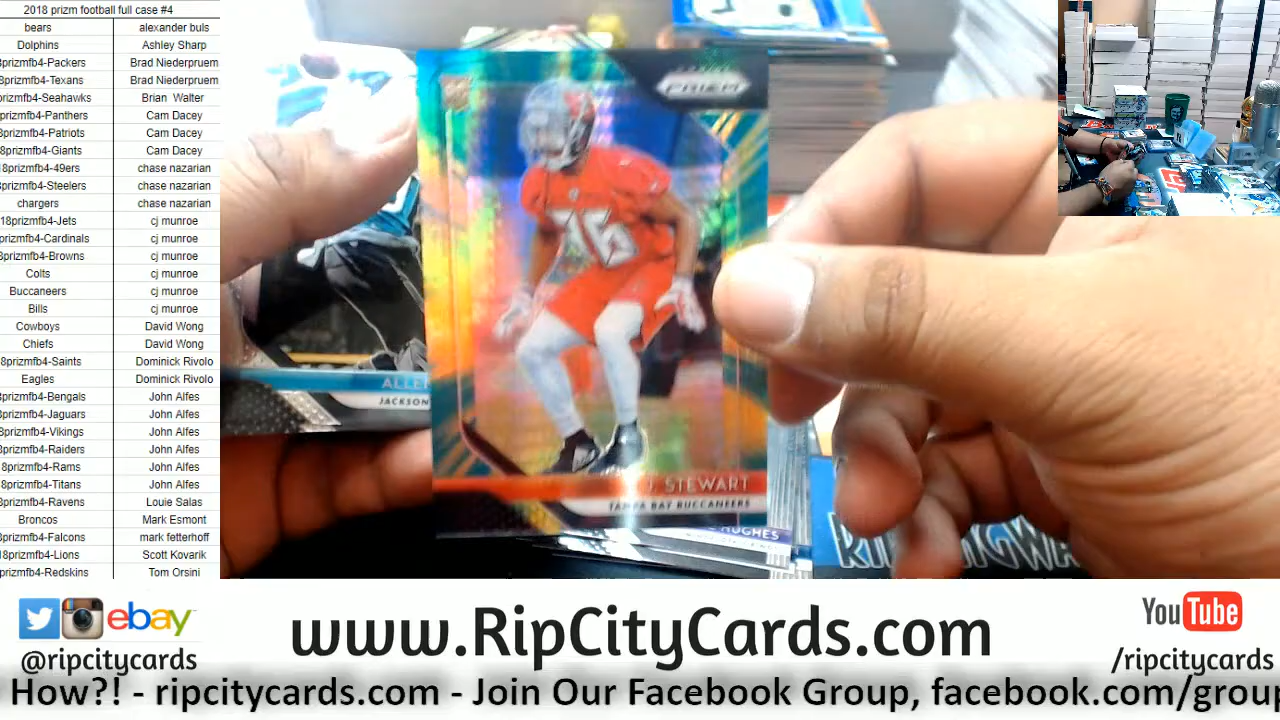 2018 prizm football full case #4
bears alexander buls
Dolphins Ashley Sharp
8prizmfb4-Packers Brad Niederpruem
8prizmfb4-Texans Brad Niederpruem
prizmfb4-Seahawks Brian Walter
8prizmfb4-Panthers Cam Dacey
8prizmfb4-Patriots Cam Dacey
8prizmfb4-Giants Cam Dacey
18prizmfb4-49ers chase nazarian
8prizmfb4-Steelers chase nazarian
chargers chase nazarian
18prizmfb4-Jets cj munroe
prizmfb4-Cardinals cj munroe
8prizmfb4-Browns cj munroe
Colts cj munroe
Buccaneers cj munroe
Bills cj munroe
Cowboys David Wong
Chiefs David Wong
8prizmfb4-Saints Dominick Rivolo
Eagles Dominick Rivolo
8prizmfb4-Bengals John Alfes
8prizmfb4-Jaguars John Alfes
8prizmfb4-Vikings John Alfes
8prizmfb4-Raiders John Alfes
8prizmfb4-Rams John Alfes
8prizmfb4-Titans John Alfes
8prizmfb4-Ravens Louie Salas
Broncos Mark Esmont
8prizmfb4-Falcons mark fetterhoff
18prizmfb4-Lions Scott Kovarik
prizmfb4-Redskins Tom Orsini
PRIZM
RC
36
J. STEWART
TAMPA BAY BUCCANEERS
ALLE
JACKSON
HUGHES
ebay
@ripcitycards
www.RipCityCards.com
YouTube
/ripcitycards
How?! - ripcitycards.com - Join Our Facebook Group, facebook.com/group